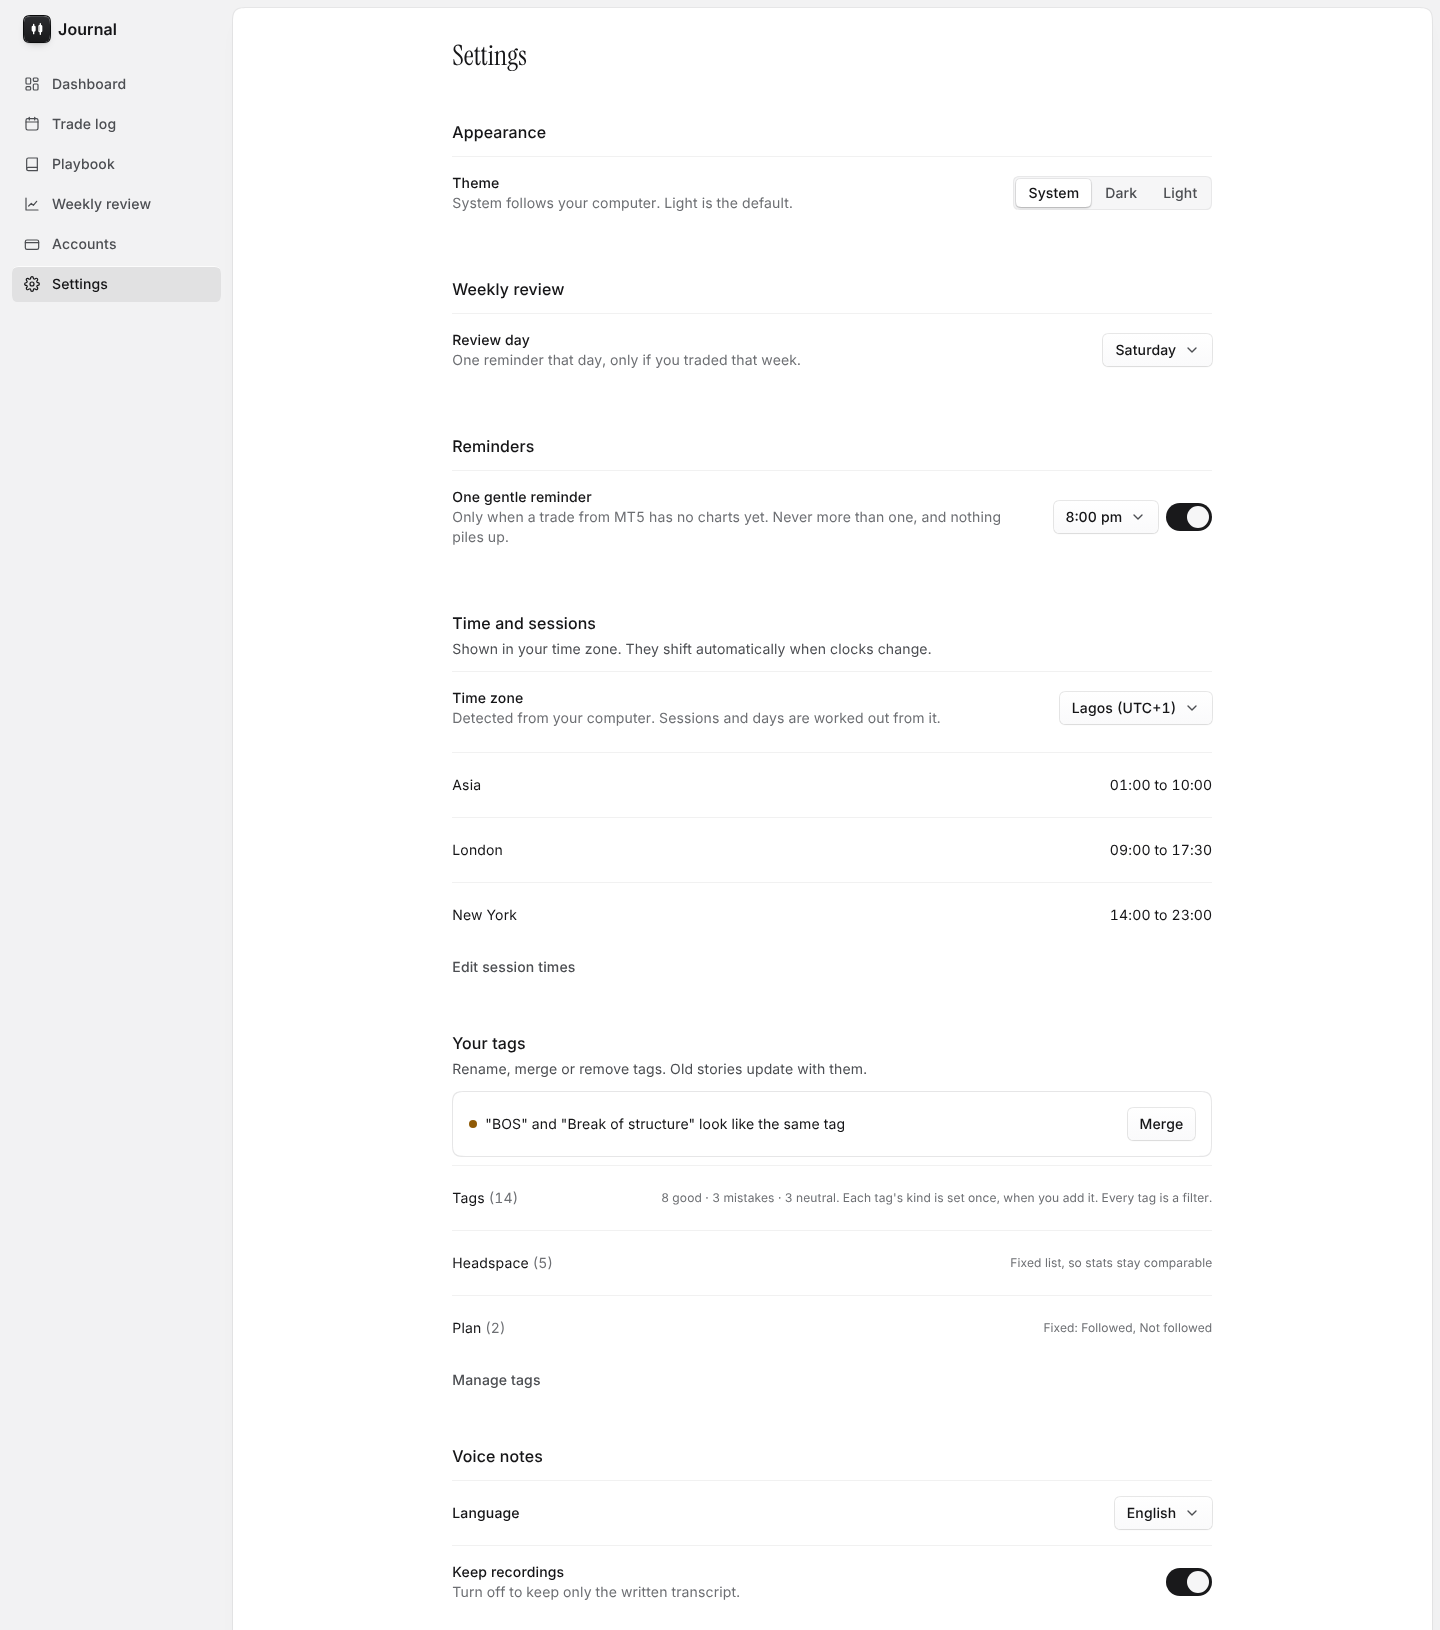 Journal
Dashboard
Trade log
Playbook
Weekly review
Accounts
Settings
Settings
Appearance
Theme
System follows your computer. Light is the default.
System Dark Light
Weekly review
Review day
One reminder that day, only if you traded that week.
Saturday
Reminders
One gentle reminder
Only when a trade from MT5 has no charts yet. Never more than one, and nothing
piles up.
8:00 pm
Time and sessions
Shown in your time zone. They shift automatically when clocks change.
Time zone
Detected from your computer. Sessions and days are worked out from it.
Lagos (UTC+1)
Asia 01:00 to 10:00
London 09:00 to 17:30
New York 14:00 to 23:00
Edit session times
Your tags
Rename, merge or remove tags. Old stories update with them.
"BOS" and "Break of structure" look like the same tag Merge
Tags (14) 8 good · 3 mistakes · 3 neutral. Each tag's kind is set once, when you add it. Every tag is a filter.
Headspace (5) Fixed list, so stats stay comparable
Plan (2) Fixed: Followed, Not followed
Manage tags
Voice notes
Language English
Keep recordings
Turn off to keep only the written transcript.